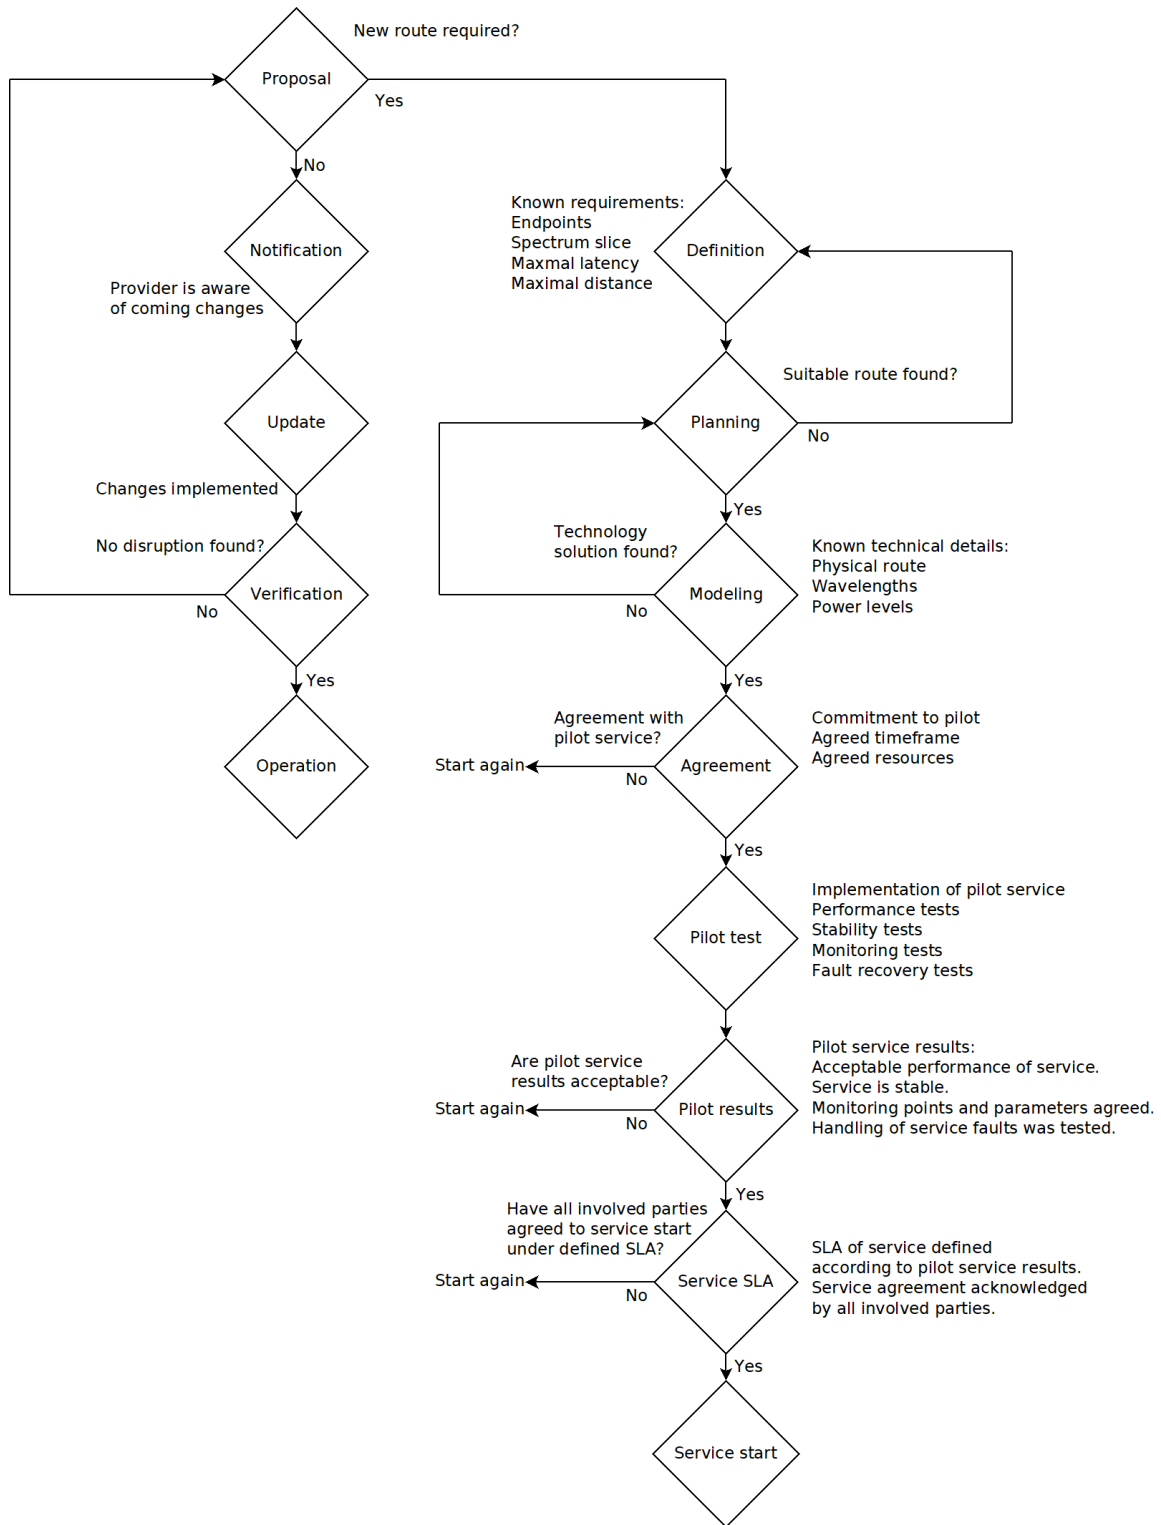 New route required?
Proposal
Yes
No
Notification
Provider is aware
of coming changes
Update
Changes implemented
No disruption found?
Verification
No
Yes
Operation
Known requirements:
Endpoints
Spectrum slice
Maxmal latency
Maximal distance
Definition
Suitable route found?
Planning
No
Yes
Technology
solution found?
Modeling
No
Known technical details:
Physical route
Wavelengths
Power levels
Yes
Agreement with
pilot service?
Start again
Agreement
No
Commitment to pilot
Agreed timeframe
Agreed resources
Yes
Pilot test
Implementation of pilot service
Performance tests
Stability tests
Monitoring tests
Fault recovery tests
Are pilot service
results acceptable?
Start again
Pilot results
No
Pilot service results:
Acceptable performance of service.
Service is stable.
Monitoring points and parameters agreed.
Handling of service faults was tested.
Yes
Have all involved parties
agreed to service start
under defined SLA?
Start again
Service SLA
No
SLA of service defined
according to pilot service results.
Service agreement acknowledged
by all involved parties.
Yes
Service start